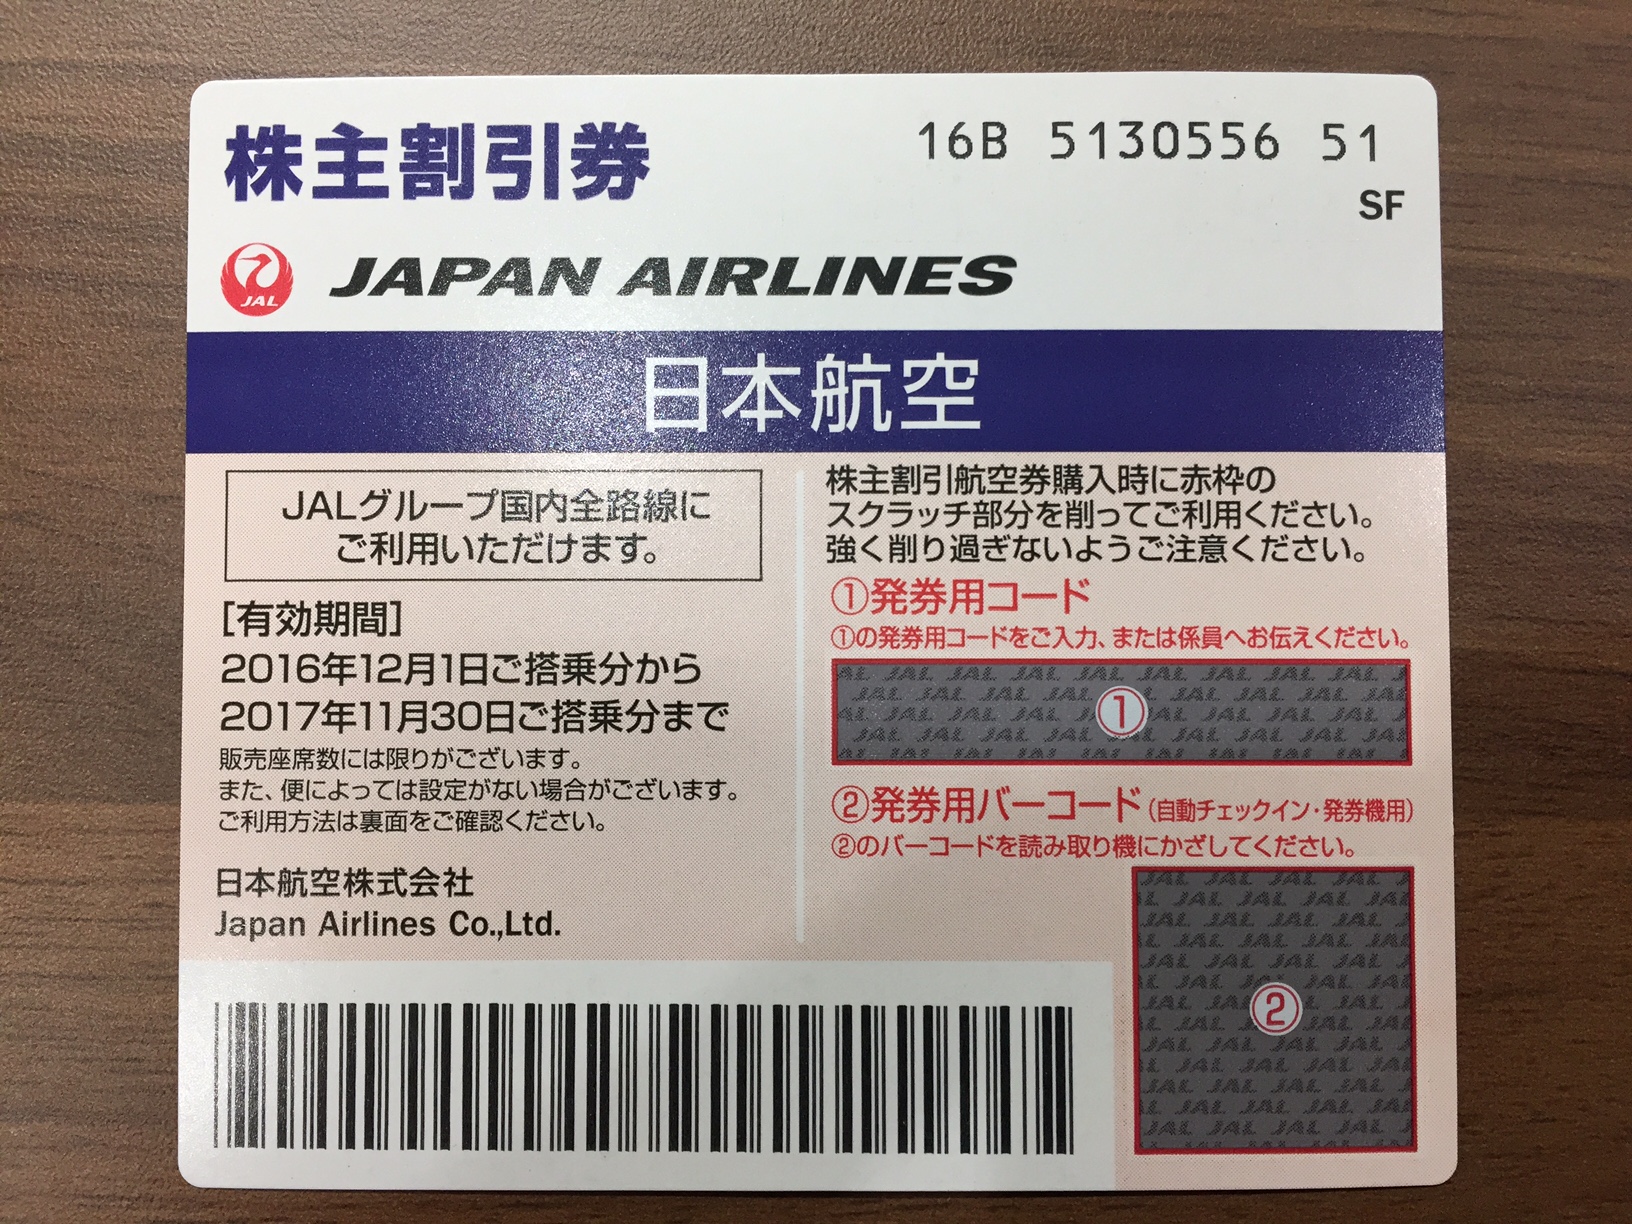 株主割引券
16B 5130556 51
SF
JAL
JAPAN AIRLINES
日本航空
JALグループ国内全路線に
ご利用いただけます。
[有効期間]
2016年12月1日ご搭乗分から
2017年11月30日ご搭乗分まで
販売座席数には限りがございます。
また、便によっては設定がない場合がございます。
ご利用方法は裏面をご確認ください。
日本航空株式会社
Japan Airlines Co.,Ltd.
株主割引航空券購入時に赤枠の
スクラッチ部分を削ってご利用ください。
強く削り過ぎないようご注意ください。
①発券用コード
①の発券用コードをご入力、または係員へお伝えください。
①
②発券用バーコード(自動チェックイン・発券機用)
②のバーコードを読み取り機にかざしてください。
②